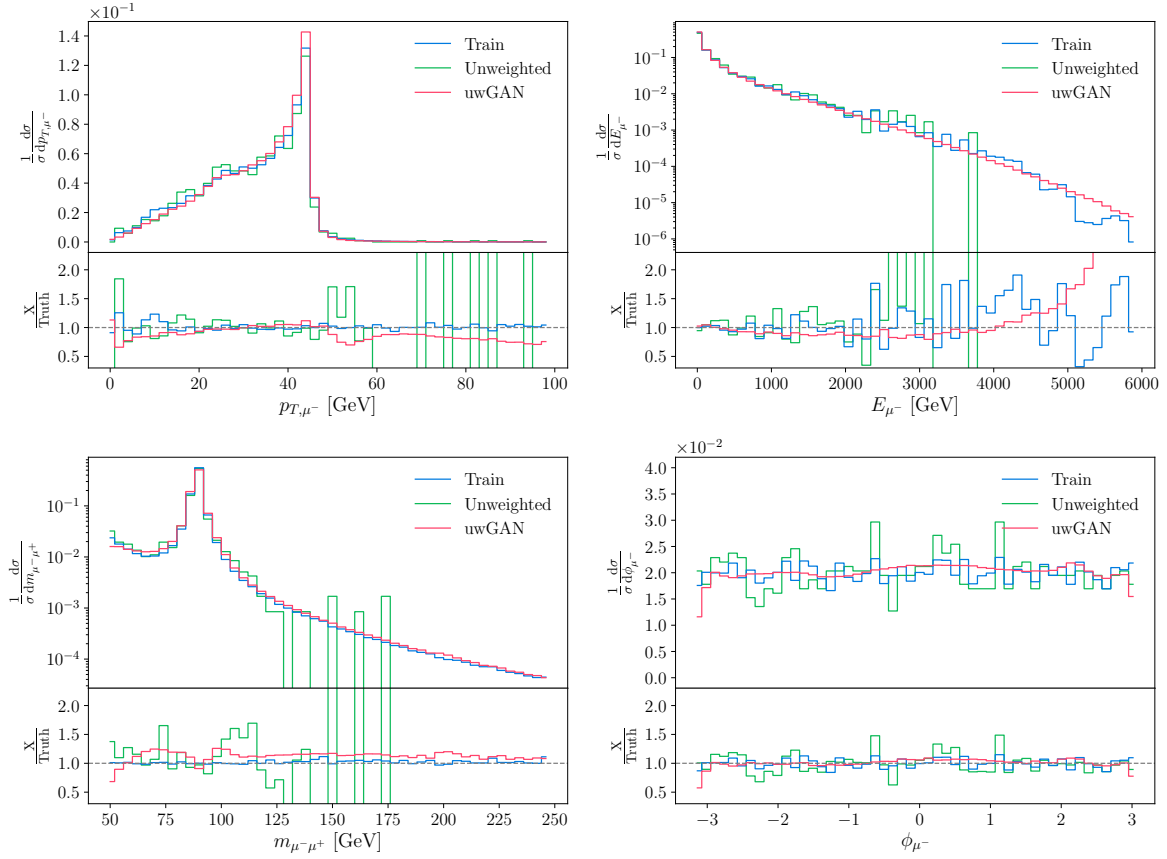 ×10⁻¹
1.4
1.2
1.0
0.8
0.6
0.4
0.2
0.0
1/σ dσ/dp_{T,μ⁻}
Train
Unweighted
uwGAN
2.0
1.5
1.0
0.5
X/Truth
0 20 40 60 80 100
p_{T,μ⁻} [GeV]
10⁻¹
10⁻²
10⁻³
10⁻⁴
10⁻⁵
10⁻⁶
1/σ dσ/dE_{μ⁻}
Train
Unweighted
uwGAN
2.0
1.5
1.0
0.5
X/Truth
0 1000 2000 3000 4000 5000 6000
E_{μ⁻} [GeV]
10⁻¹
10⁻²
10⁻³
10⁻⁴
1/σ dσ/dm_{μ⁻μ⁺}
Train
Unweighted
uwGAN
2.0
1.5
1.0
0.5
X/Truth
50 75 100 125 150 175 200 225 250
m_{μ⁻μ⁺} [GeV]
×10⁻²
4.0
3.5
3.0
2.5
2.0
1.5
1.0
0.5
0.0
1/σ dσ/dϕ_{μ⁻}
Train
Unweighted
uwGAN
2.0
1.5
1.0
0.5
X/Truth
−3 −2 −1 0 1 2 3
ϕ_{μ⁻}